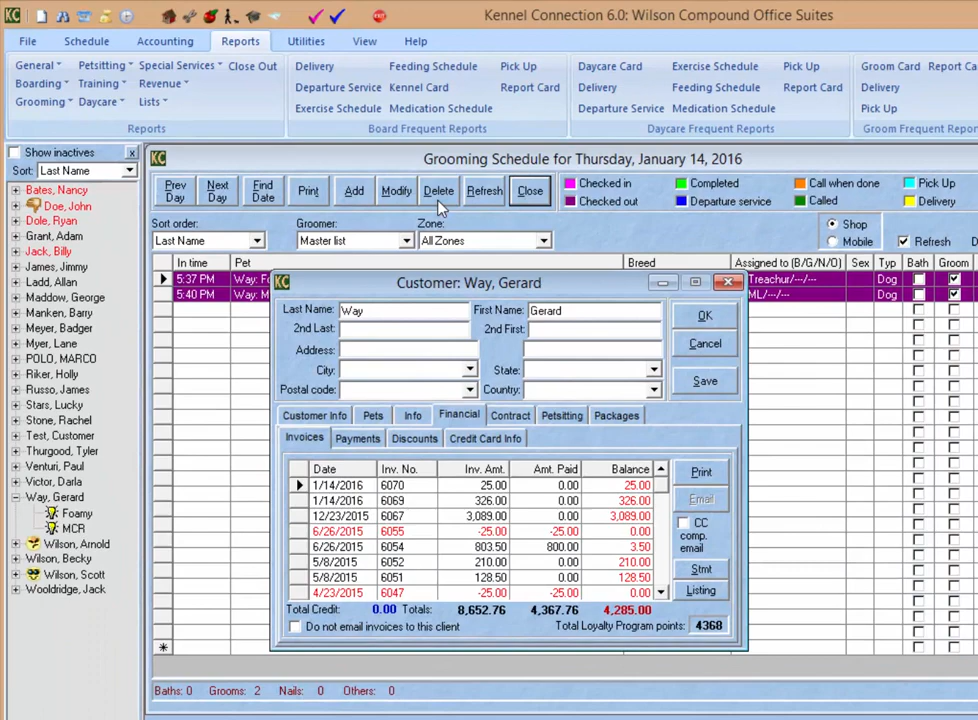 KC Kennel Connection 6.0: Wilson Compound Office Suites
File Schedule Accounting Reports Utilities View Help
General Petsitting Special Services Close Out Delivery Feeding Schedule Pick Up Daycare Card Exercise Schedule Pick Up Groom Card Report Car
Boarding Training Revenue Departure Service Kennel Card Report Card Delivery Feeding Schedule Report Card Delivery
Grooming Daycare Lists Exercise Schedule Medication Schedule Departure Service Medication Schedule Pick Up
Reports Board Frequent Reports Daycare Frequent Reports Groom Frequent
Show inactives x
Sort: Last Name
Bates, Nancy
Doe, John
Dole, Ryan
Grant, Adam
Jack, Billy
James, Jimmy
Ladd, Allan
Maddow, George
Manken, Barry
Meyer, Badger
Myer, Lane
POLO, MARCO
Riker, Holly
Russo, James
Stars, Lucky
Stone, Rachel
Test, Customer
Thurgood, Tyler
Venturi, Paul
Victor, Darla
Way, Gerard
Foamy
MCR
Wilson, Arnold
Wilson, Becky
Wilson, Scott
Wooldridge, Jack
KC Grooming Schedule for Thursday, January 14, 2016
Prev Day Next Day Find Date Print Add Modify Delete Refresh Close
Checked in Completed Call when done Pick Up
Checked out Departure service Called Delivery
Sort order: Groomer: Zone: Shop
Last Name Master list All Zones Mobile Refresh
In time Pet Breed Assigned to (B/G/N/O) Sex Typ Bath Groom
5:37 PM Way: Treachur/---/--- Dog
5:40 PM Way: ML/---/--- Dog
KC Customer: Way, Gerard
Last Name: Way First Name: Gerard OK
2nd Last: 2nd First:
Address: Cancel
City: State:
Postal code: Country: Save
Customer Info Pets Info Financial Contract Petsitting Packages
Invoices Payments Discounts Credit Card Info
Date Inv. No. Inv. Amt. Amt. Paid Balance Print
1/14/2016 6070 25.00 0.00 25.00
1/14/2016 6069 326.00 0.00 326.00 Email
12/23/2015 6067 3,089.00 0.00 3,089.00
6/26/2015 6055 -25.00 -25.00 0.00 CC comp. email
6/26/2015 6054 803.50 800.00 3.50
5/8/2015 6052 210.00 0.00 210.00
5/8/2015 6051 128.50 0.00 128.50 Stmt
4/23/2015 6047 -25.00 -25.00 0.00 Listing
Total Credit: 0.00 Totals: 8,652.76 4,367.76 4,285.00
Do not email invoices to this client Total Loyalty Program points: 4368
Baths: 0 Grooms: 2 Nails: 0 Others: 0